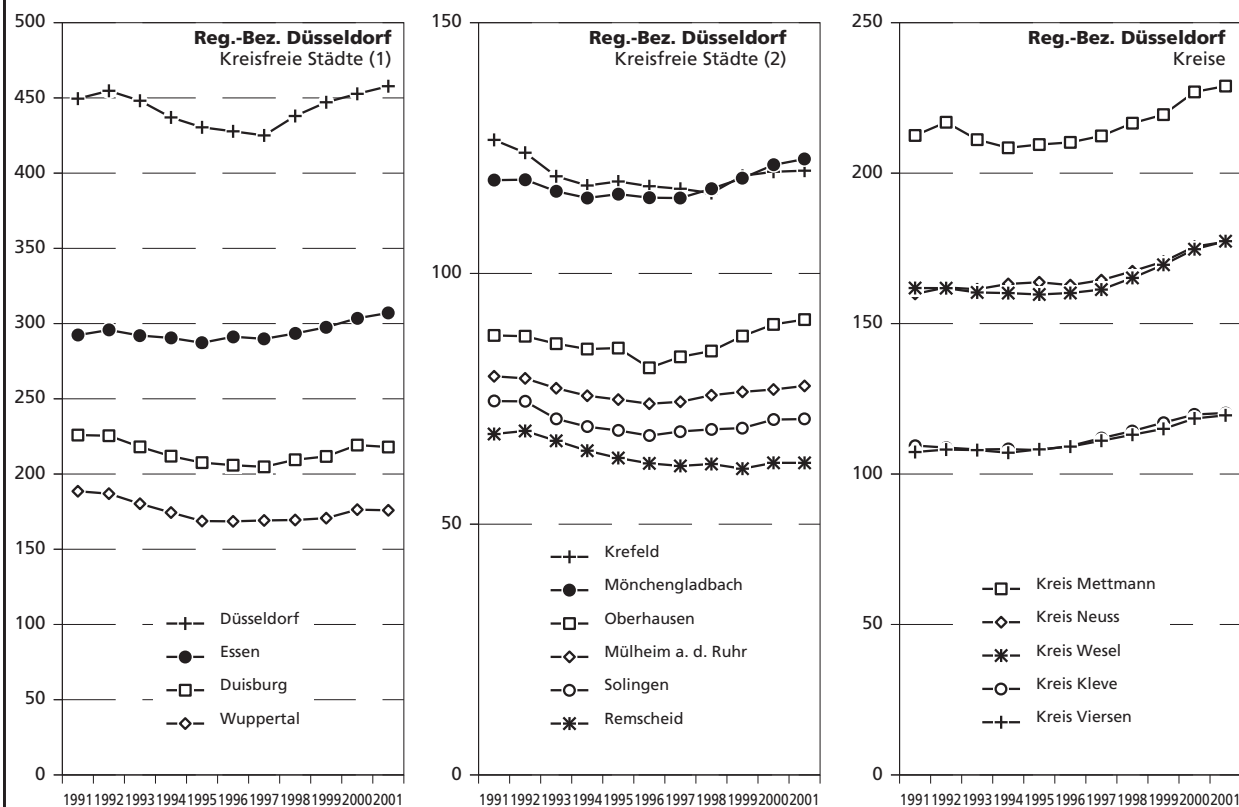 Reg.-Bez. Düsseldorf
Kreisfreie Städte (1)
500
450
400
350
300
250
200
150
100
50
0
Düsseldorf
Essen
Duisburg
Wuppertal
1991 1992 1993 1994 1995 1996 1997 1998 1999 2000 2001
Reg.-Bez. Düsseldorf
Kreisfreie Städte (2)
150
100
50
0
Krefeld
Mönchengladbach
Oberhausen
Mülheim a. d. Ruhr
Solingen
Remscheid
1991 1992 1993 1994 1995 1996 1997 1998 1999 2000 2001
Reg.-Bez. Düsseldorf
Kreise
250
200
150
100
50
0
Kreis Mettmann
Kreis Neuss
Kreis Wesel
Kreis Kleve
Kreis Viersen
1991 1992 1993 1994 1995 1996 1997 1998 1999 2000 2001